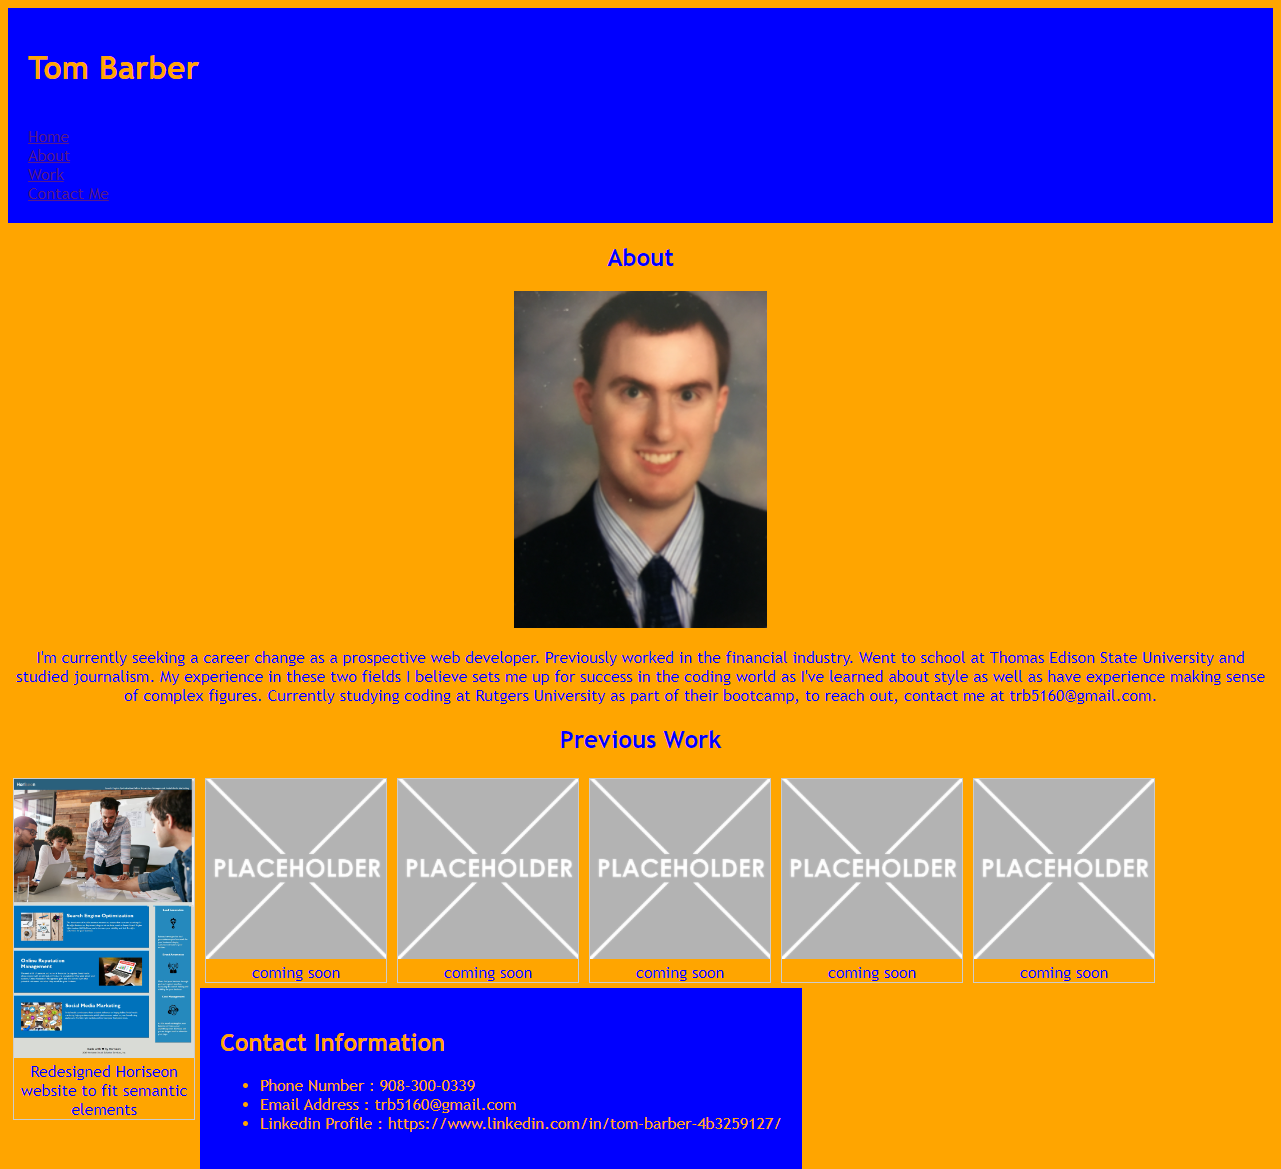 Tom Barber
Home
About
Work
Contact Me
About
I'm currently seeking a career change as a prospective web developer. Previously worked in the financial industry. Went to school at Thomas Edison State University and
studied journalism. My experience in these two fields I believe sets me up for success in the coding world as I've learned about style as well as have experience making sense
of complex figures. Currently studying coding at Rutgers University as part of their bootcamp, to reach out, contact me at trb5160@gmail.com.
Previous Work
PLACEHOLDER
PLACEHOLDER
PLACEHOLDER
PLACEHOLDER
PLACEHOLDER
coming soon
coming soon
coming soon
coming soon
coming soon
Search Engine Optimization
Online Reputation
Management
Social Media Marketing
Redesigned Horiseon
website to fit semantic
elements
Contact Information
Phone Number : 908-300-0339
Email Address : trb5160@gmail.com
Linkedin Profile : https://www.linkedin.com/in/tom-barber-4b3259127/